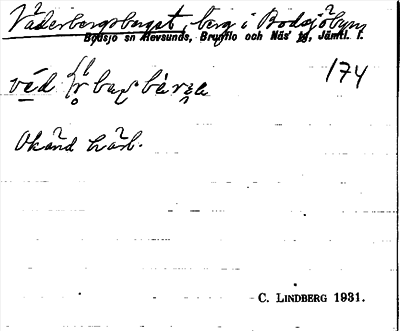 Väderbergsberget, berg i Bodsjöbyn
Bodsjö sn Revsunds, Brunflo och Näs' tg, Jämtl. l.
174
Okänd härl.
C. LINDBERG 1931.